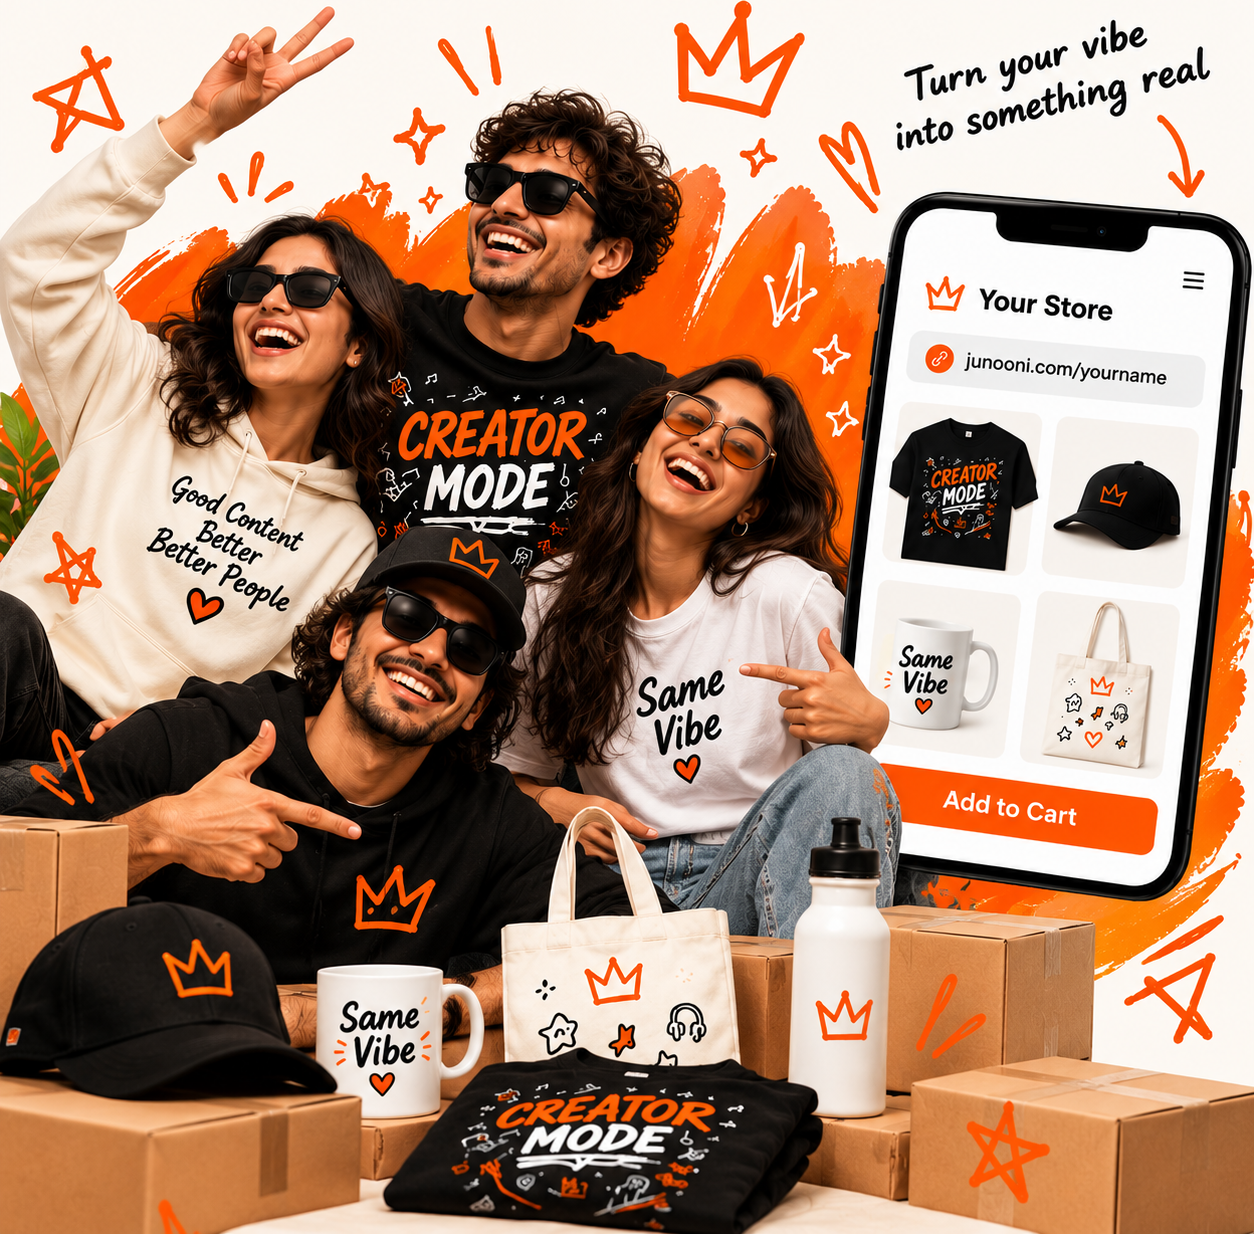 Turn your vibe
into something real
Your Store
junooni.com/yourname
CREATOR
MODE
Same
Vibe
Add to Cart
CREATOR
MODE
Good Content
Better
Better People
Same
Vibe
Same
Vibe
CREATOR
MODE